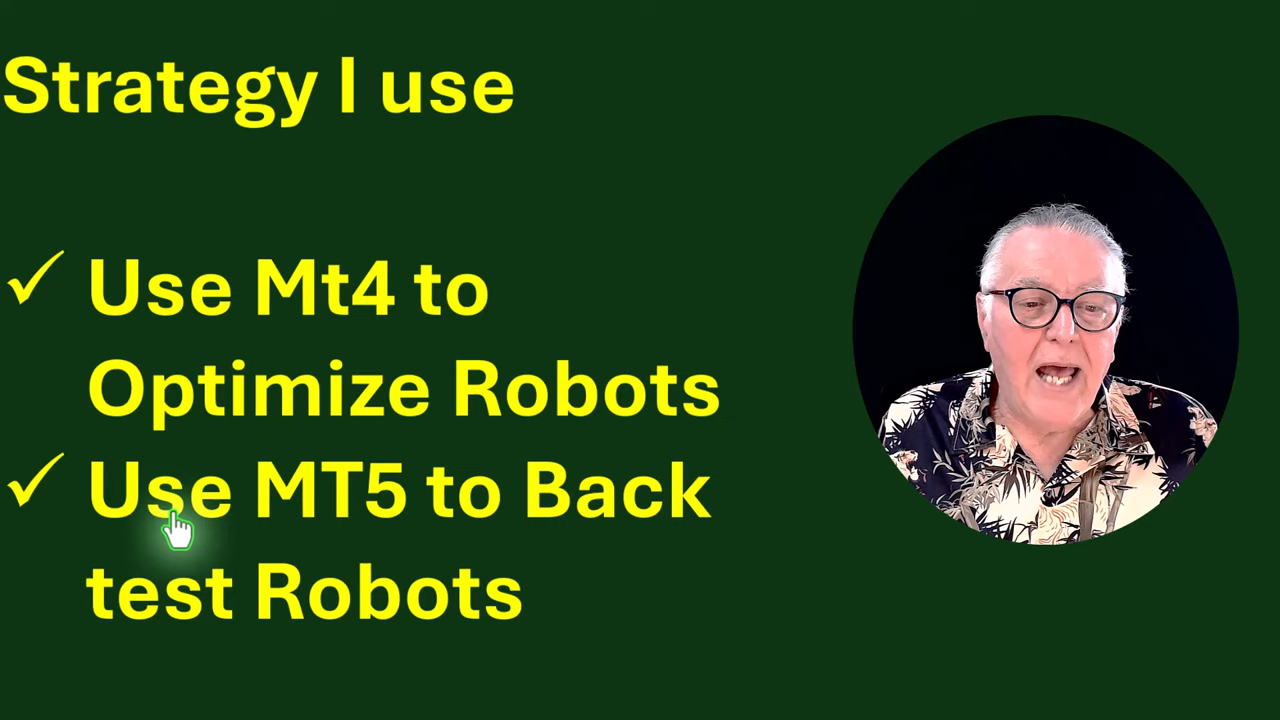 Strategy I use
✓ Use Mt4 to
Optimize Robots
✓ Use MT5 to Back
test Robots